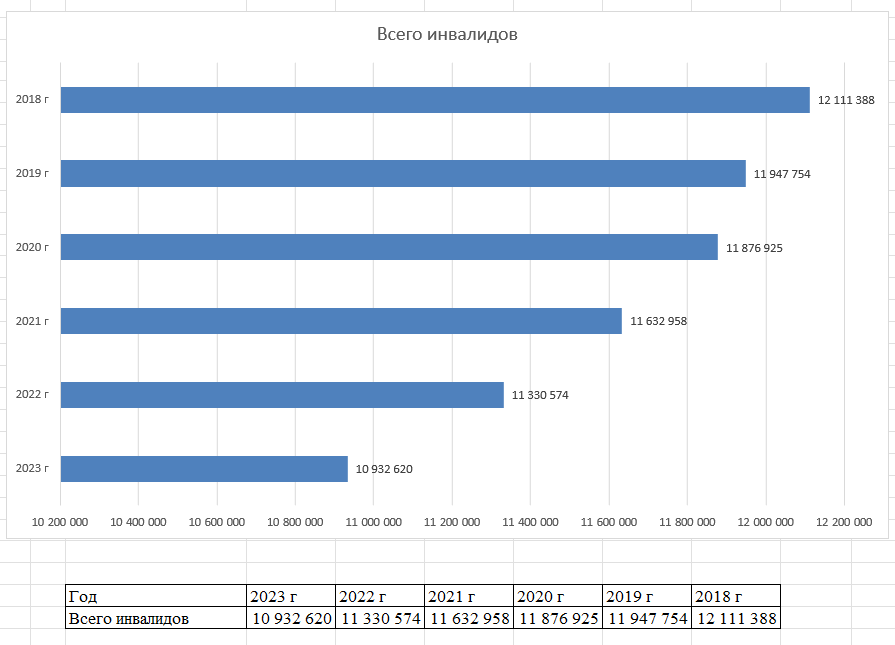 Всего инвалидов
2018 г 12 111 388
2019 г 11 947 754
2020 г 11 876 925
2021 г 11 632 958
2022 г 11 330 574
2023 г 10 932 620
10 200 000 10 400 000 10 600 000 10 800 000 11 000 000 11 200 000 11 400 000 11 600 000 11 800 000 12 000 000 12 200 000
Год 2023 г 2022 г 2021 г 2020 г 2019 г 2018 г
Всего инвалидов 10 932 620 11 330 574 11 632 958 11 876 925 11 947 754 12 111 388